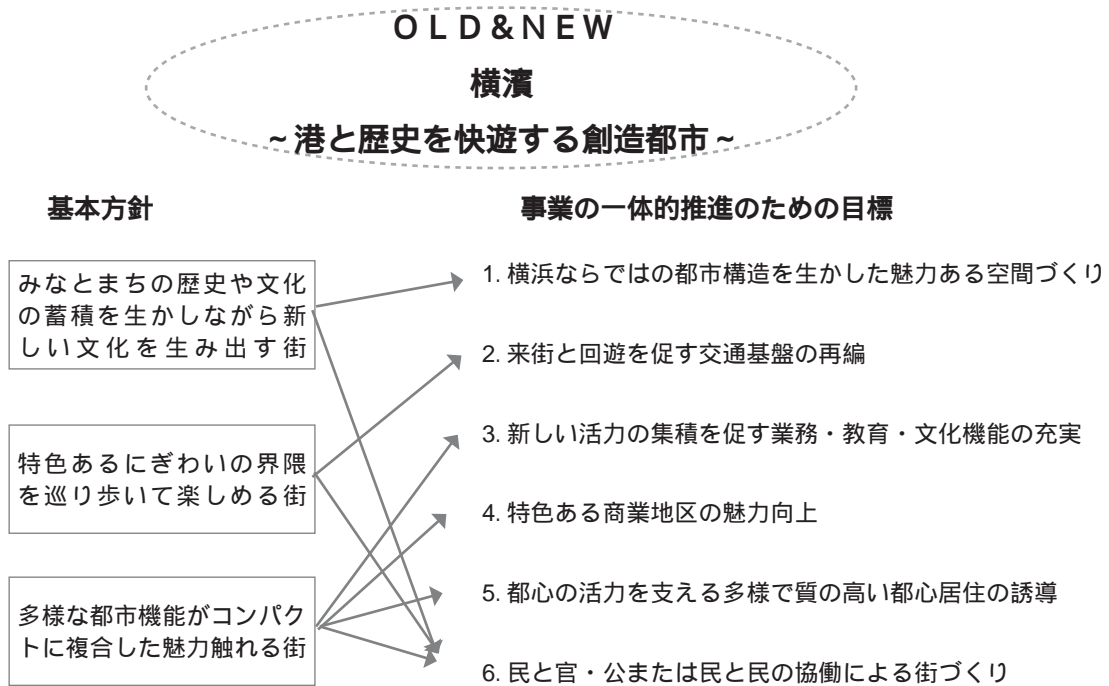 OLD&NEW
横濱
~港と歴史を快遊する創造都市~
基本方針
事業の一体的推進のための目標
みなとまちの歴史や文化
の蓄積を生かしながら新
しい文化を生み出す街
特色あるにぎわいの界隈
を巡り歩いて楽しめる街
多様な都市機能がコンパク
トに複合した魅力触れる街
1. 横浜ならではの都市構造を生かした魅力ある空間づくり
2. 来街と回遊を促す交通基盤の再編
3. 新しい活力の集積を促す業務・教育・文化機能の充実
4. 特色ある商業地区の魅力向上
5. 都心の活力を支える多様で質の高い都心居住の誘導
6. 民と官・公または民と民の協働による街づくり